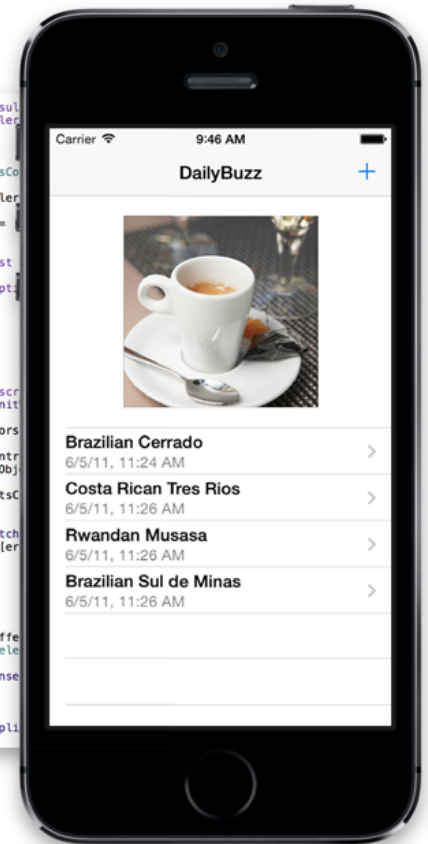 Carrier 9:46 AM
DailyBuzz +
Brazilian Cerrado
6/5/11, 11:24 AM
Costa Rican Tres Rios
6/5/11, 11:26 AM
Rwandan Musasa
6/5/11, 11:26 AM
Brazilian Sul de Minas
6/5/11, 11:26 AM